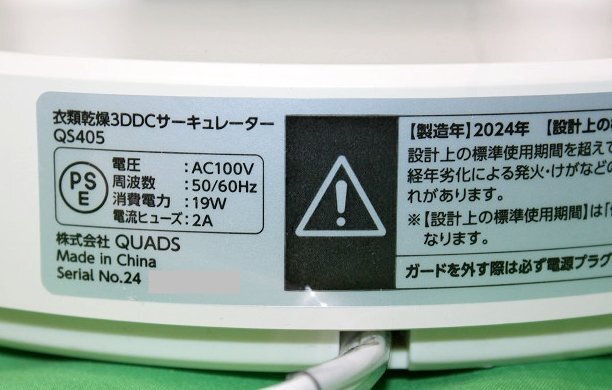 衣類乾燥3DDCサーキュレーター
QS405
PSE
電圧 :AC100V
周波数 :50/60Hz
消費電力 :19W
電流ヒューズ:2A
株式会社 QUADS
Made in China
Serial No.24
【製造年】2024年 【設計上の
設計上の標準使用期間を超えて
経年劣化による発火・けがなどの
れがあります。
※【設計上の標準使用期間】は「
なります。
ガードを外す際は必ず電源プラグ